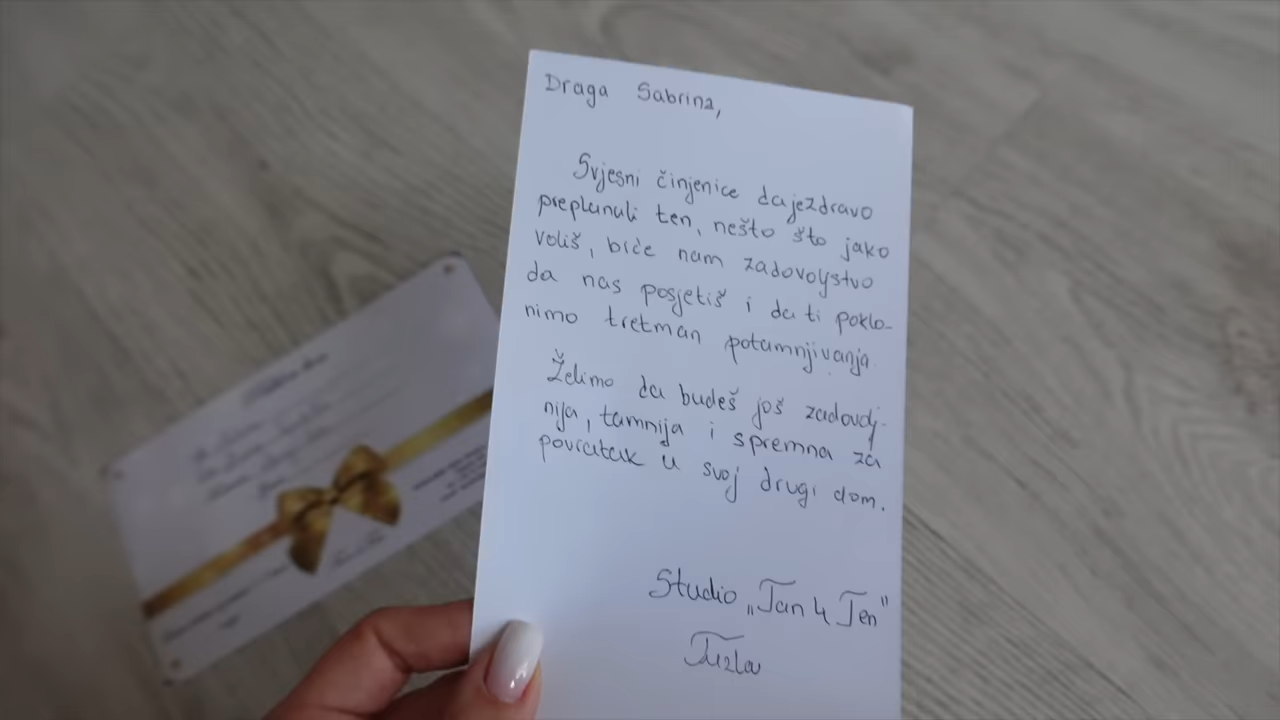 Draga Sabrina,
Svjesni činjenice da je zdravo
preplanuli ten, nešto što jako
voliš, biće nam zadovoljstvo
da nas posjetiš i da ti poklo-
nimo tretman potamnjivanja.
Želimo da budeš još zadovolj-
nija, tamnija i spremna za
povratak u svoj drugi dom.
Studio „Tan 4 Ten"
Tuzla